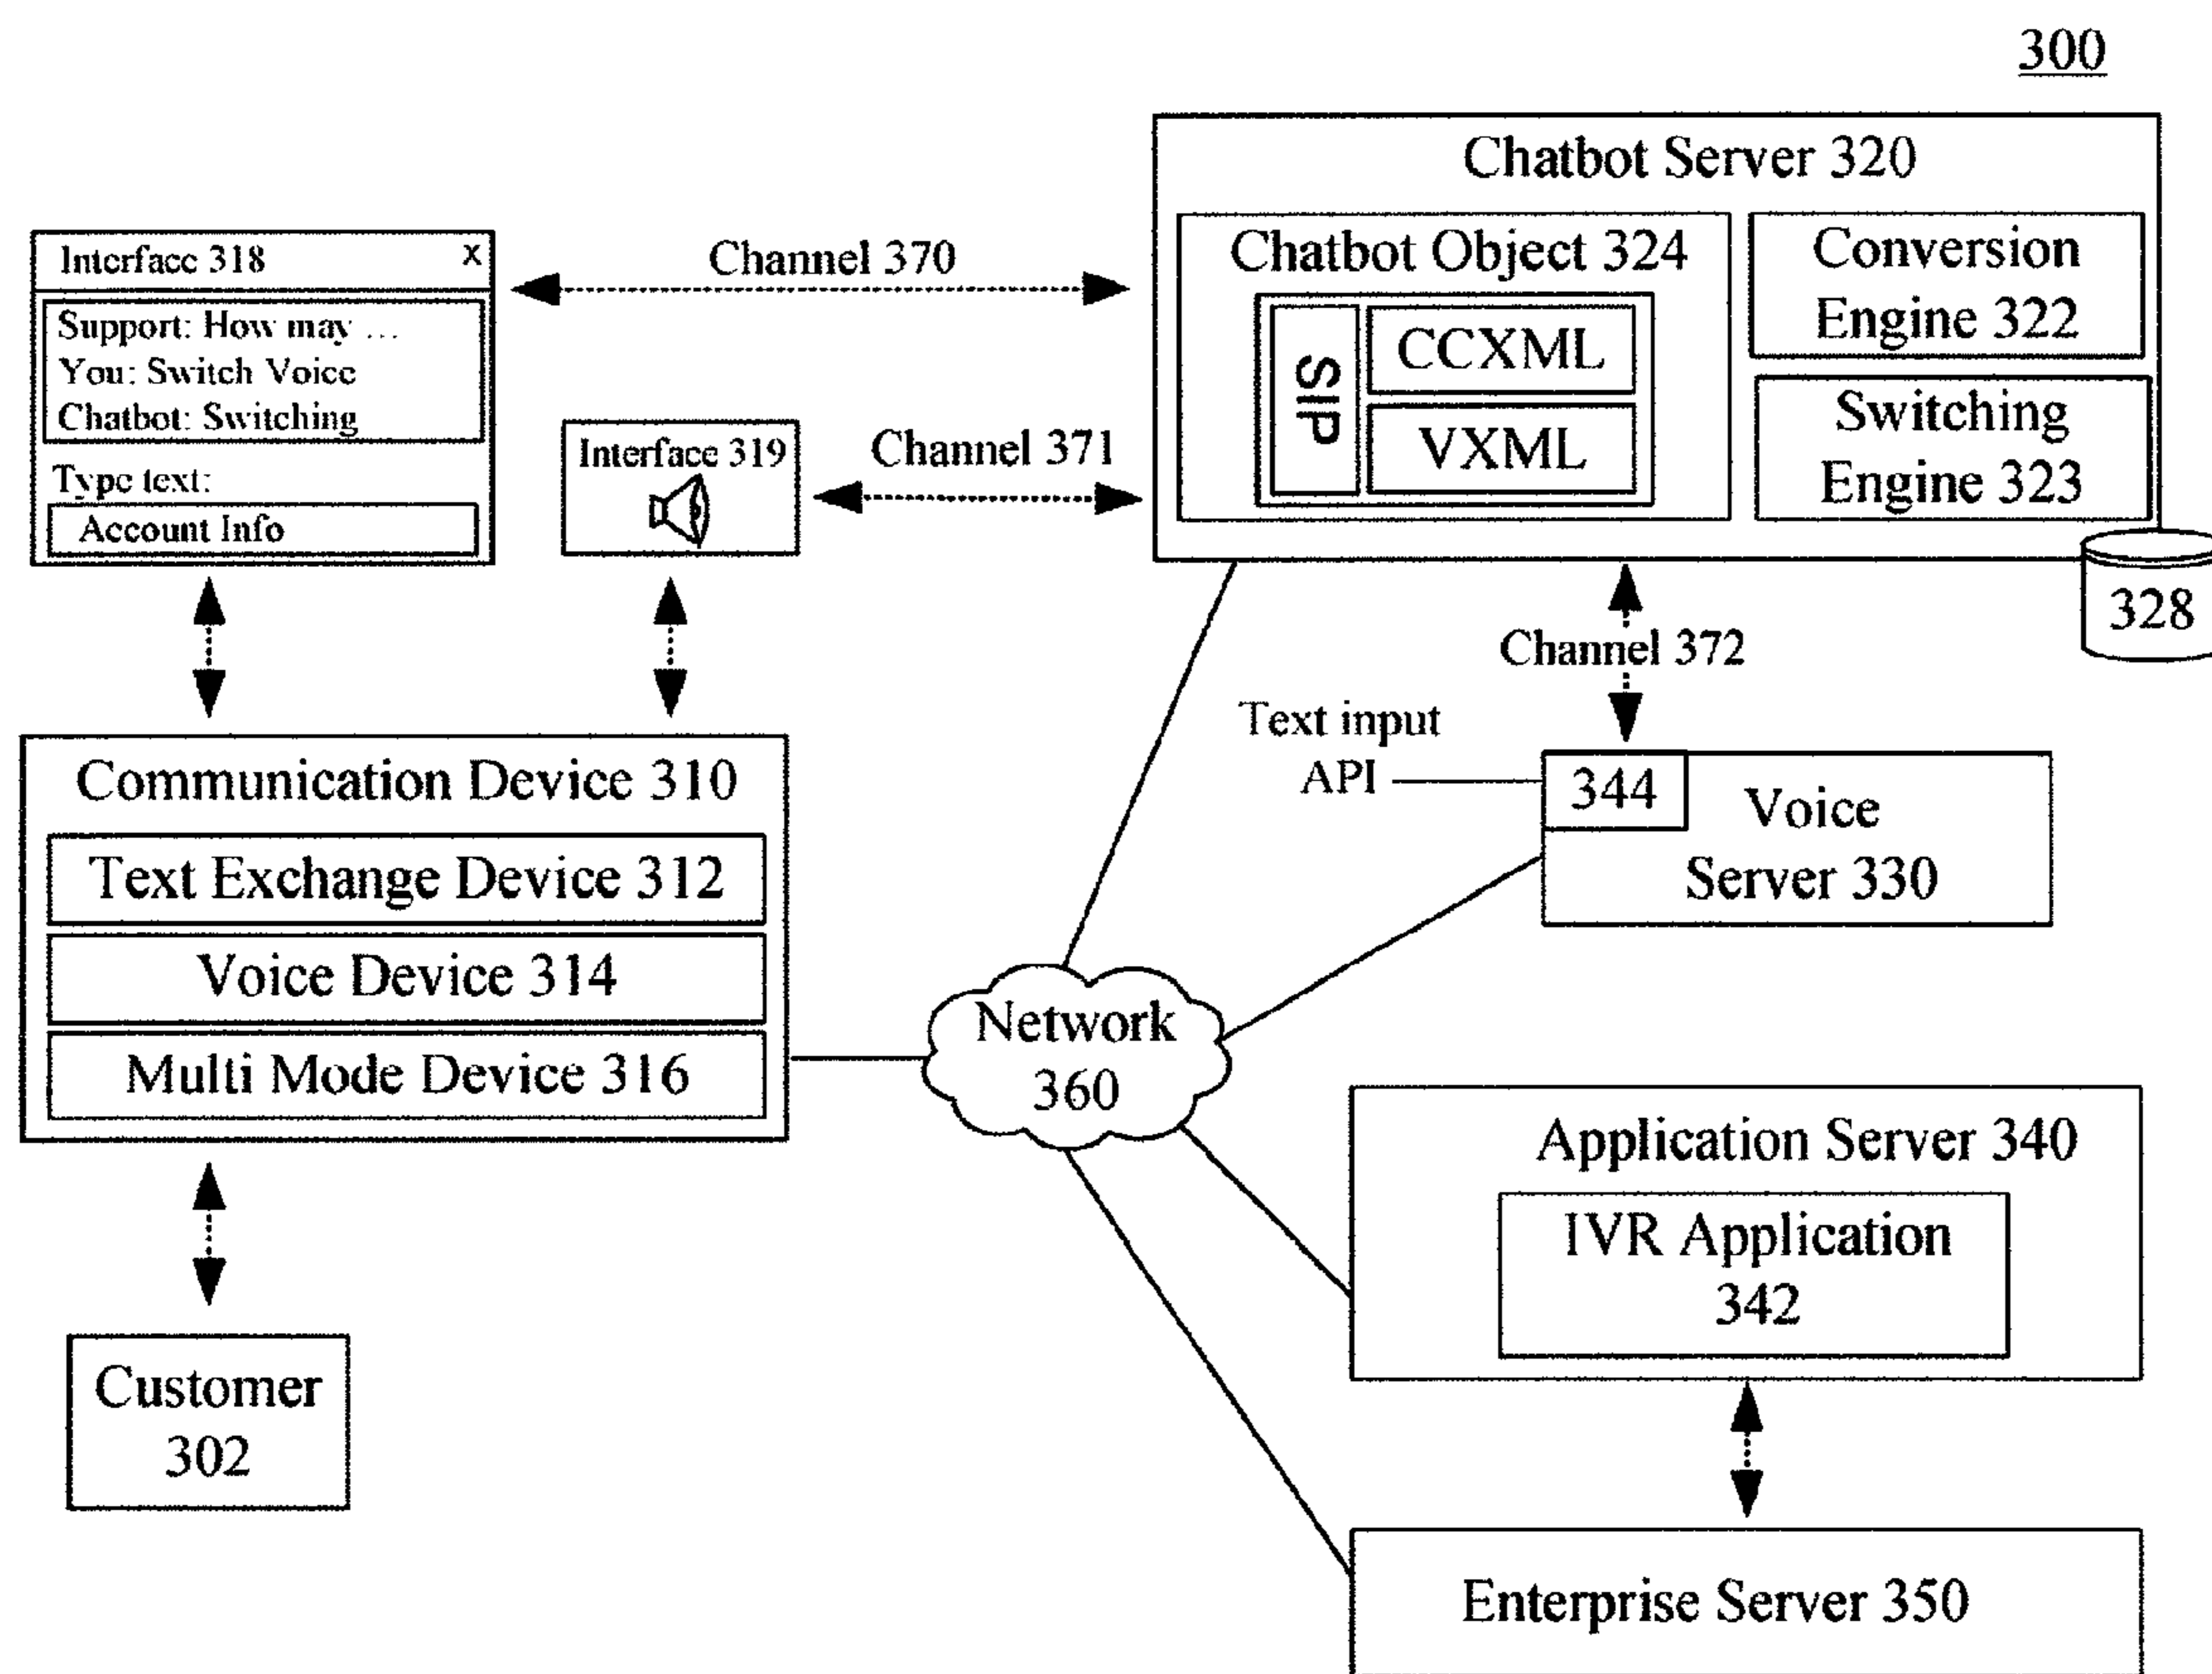 300
Chatbot Server 320
Chatbot Object 324
SIP
CCXML
VXML
Conversion
Engine 322
Switching
Engine 323
328
Interface 318
X
Support: How may ...
You: Switch Voice
Chatbot: Switching
Type text:
Account Info
Channel 370
Interface 319
Channel 371
Channel 372
Text input
API
344
Voice
Server 330
Communication Device 310
Text Exchange Device 312
Voice Device 314
Multi Mode Device 316
Network
360
Application Server 340
IVR Application
342
Customer
302
Enterprise Server 350